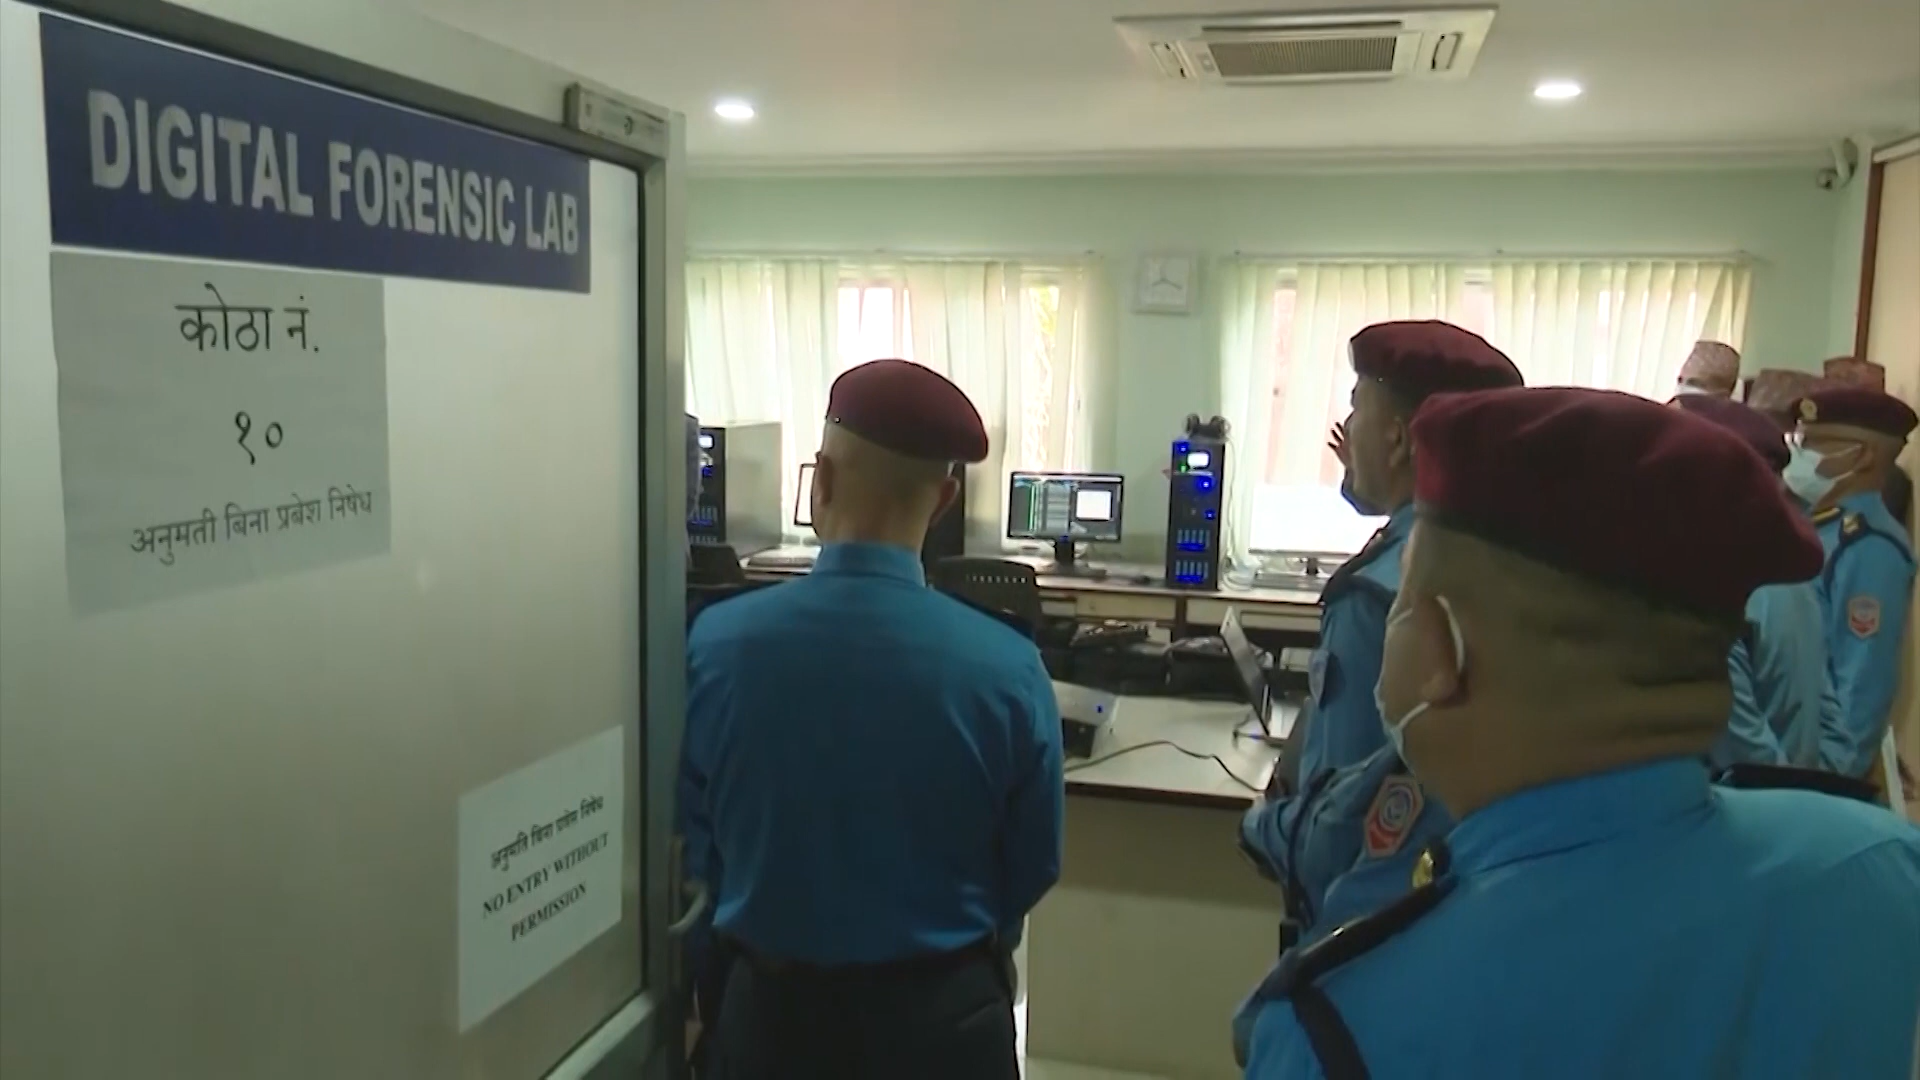 DIGITAL FORENSIC LAB
कोठा नं.
१०
अनुमती बिना प्रबेश निषेध
अनुमति बिना प्रवेश निषेध
NO ENTRY WITHOUT
PERMISSION